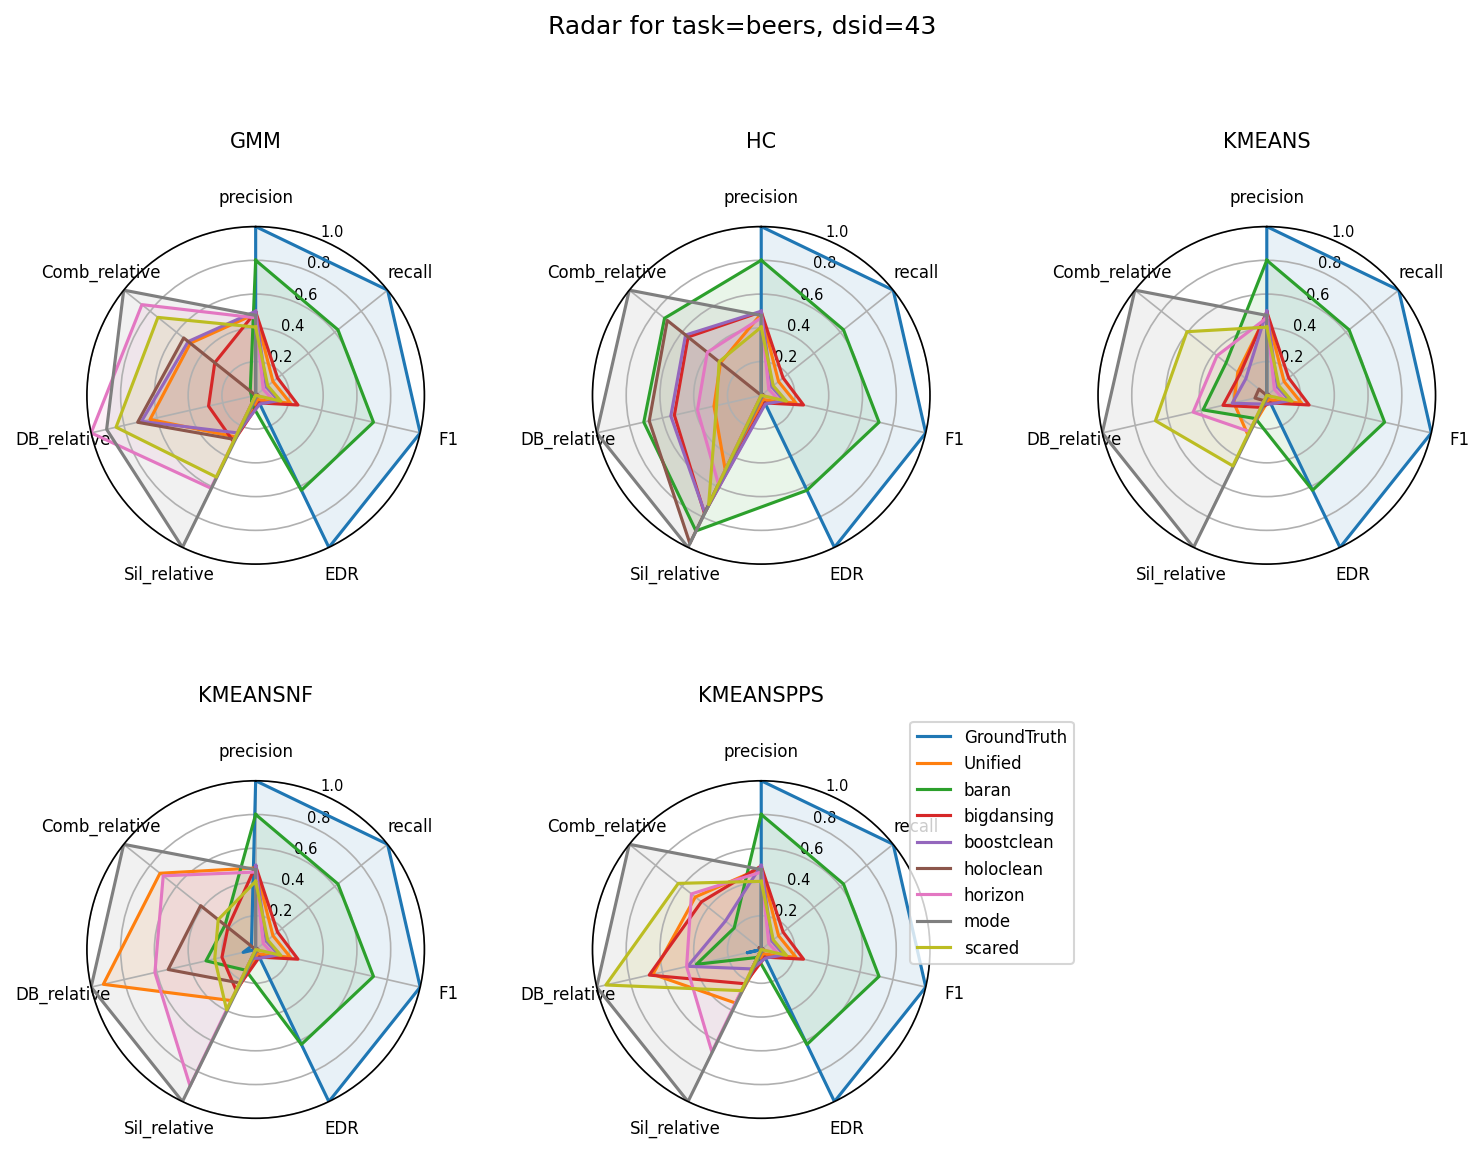 Radar for task=beers, dsid=43
GMM
precision
recall
F1
EDR
Sil_relative
DB_relative
Comb_relative
0.2
0.4
0.6
0.8
1.0
HC
precision
recall
F1
EDR
Sil_relative
DB_relative
Comb_relative
0.2
0.4
0.6
0.8
1.0
KMEANS
precision
recall
F1
EDR
Sil_relative
DB_relative
Comb_relative
0.2
0.4
0.6
0.8
1.0
KMEANSNF
precision
recall
F1
EDR
Sil_relative
DB_relative
Comb_relative
0.2
0.4
0.6
0.8
1.0
KMEANSPPS
precision
recall
F1
EDR
Sil_relative
DB_relative
Comb_relative
0.2
0.4
0.6
0.8
1.0
GroundTruth
Unified
baran
bigdansing
boostclean
holoclean
horizon
mode
scared